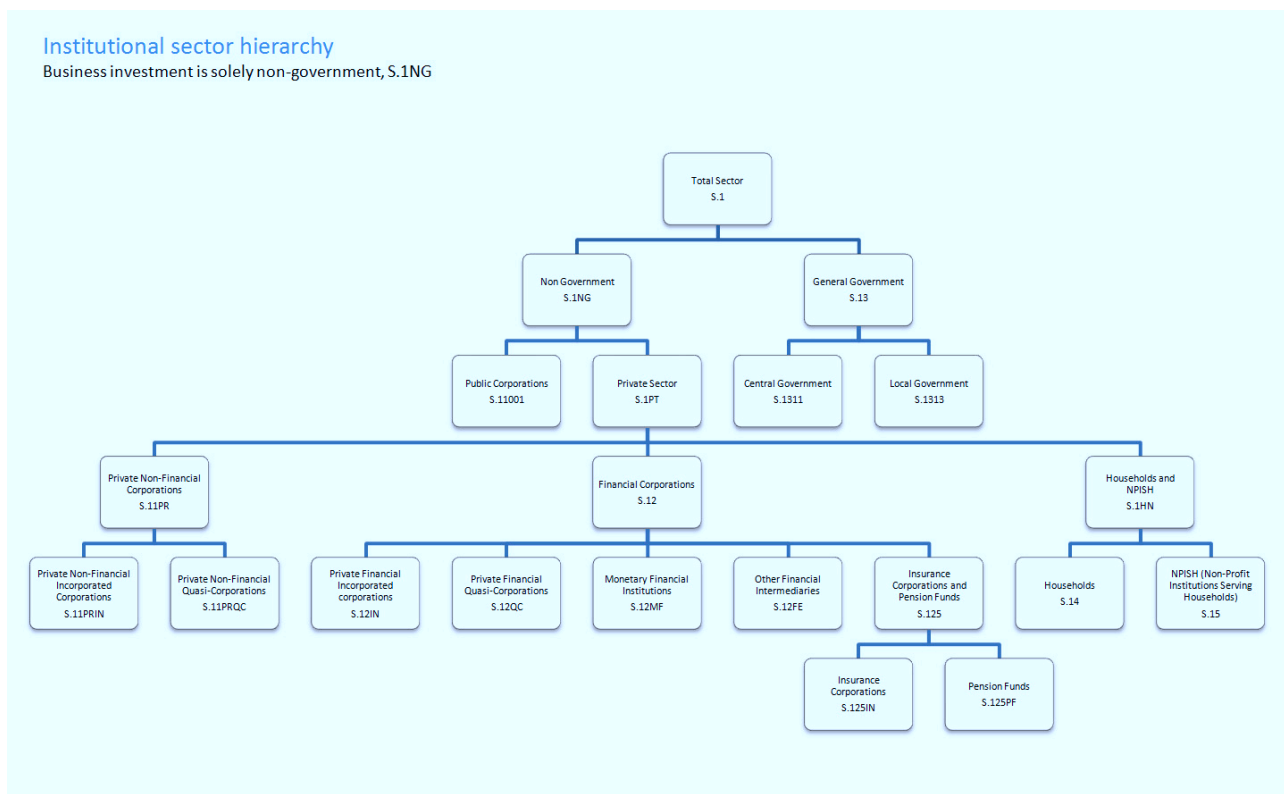 Institutional sector hierarchy
Business investment is solely non-government, S.1NG
Total Sector
S.1
Non Government
S.1NG
General Government
S.13
Public Corporations
S.11001
Private Sector
S.1PT
Central Government
S.1311
Local Government
S.1313
Private Non-Financial
Corporations
S.11PR
Financial Corporations
S.12
Households and
NPISH
S.1HN
Private Non-Financial
Incorporated
Corporations
S.11PRIN
Private Non-Financial
Quasi-Corporations
S.11PRQC
Private Financial
Incorporated
corporations
S.12IN
Private Financial
Quasi-Corporations
S.12QC
Monetary Financial
Institutions
S.12MF
Other Financial
Intermediaries
S.12FE
Insurance
Corporations and
Pension Funds
S.125
Households
S.14
NPISH (Non-Profit
Institutions Serving
Households)
S.15
Insurance
Corporations
S.125IN
Pension Funds
S.125PF